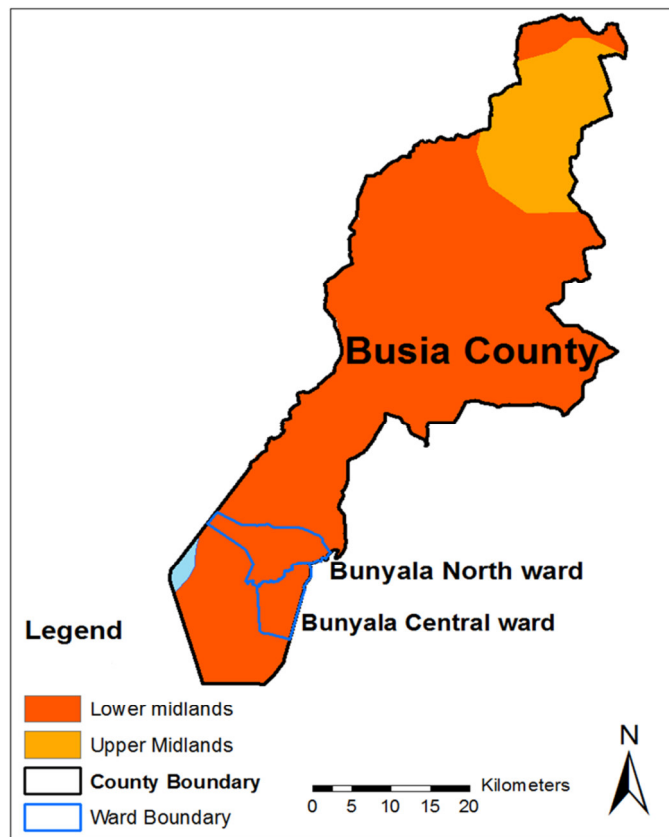 Busia County
Bunyala North ward
Bunyala Central ward
Legend
Lower midlands
Upper Midlands
County Boundary
Ward Boundary
N
Kilometers
0 5 10 20